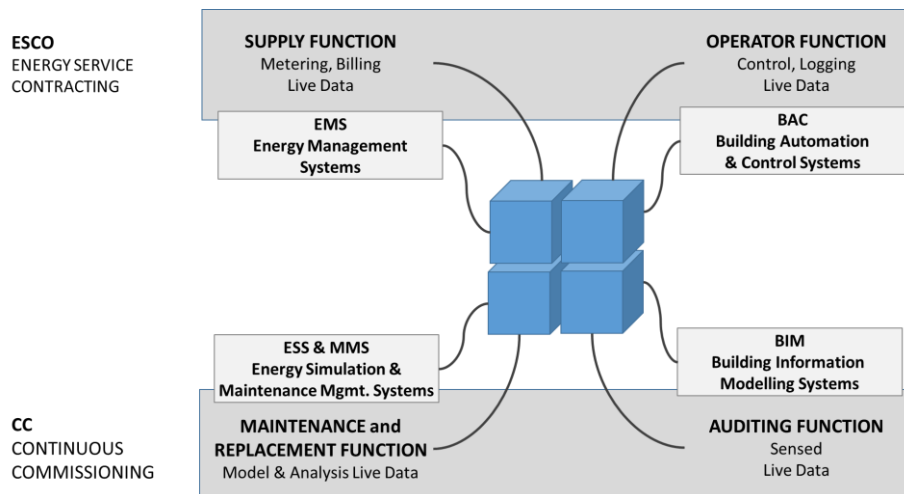 ESCO
ENERGY SERVICE
CONTRACTING
SUPPLY FUNCTION
Metering, Billing
Live Data
OPERATOR FUNCTION
Control, Logging
Live Data
EMS
Energy Management
Systems
BAC
Building Automation
& Control Systems
ESS & MMS
Energy Simulation &
Maintenance Mgmt. Systems
BIM
Building Information
Modelling Systems
CC
CONTINUOUS
COMMISSIONING
MAINTENANCE and
REPLACEMENT FUNCTION
Model & Analysis Live Data
AUDITING FUNCTION
Sensed
Live Data